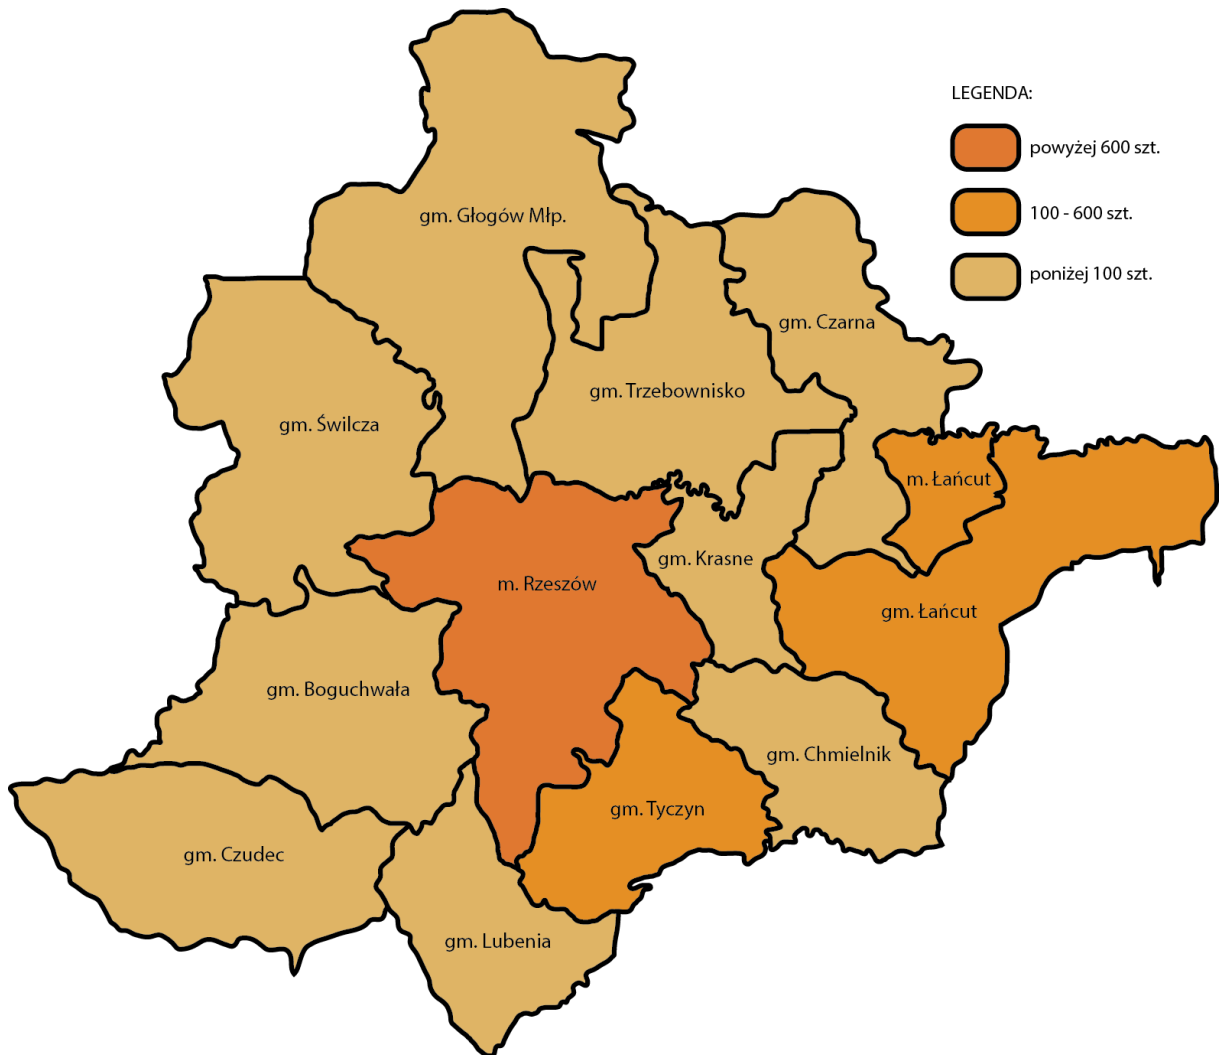 LEGENDA:
powyżej 600 szt.
100 - 600 szt.
poniżej 100 szt.
gm. Głogów Młp.
gm. Czarna
gm. Trzebownisko
gm. Świlcza
m. Łańcut
gm. Krasne
m. Rzeszów
gm. Łańcut
gm. Boguchwała
gm. Chmielnik
gm. Tyczyn
gm. Czudec
gm. Lubenia